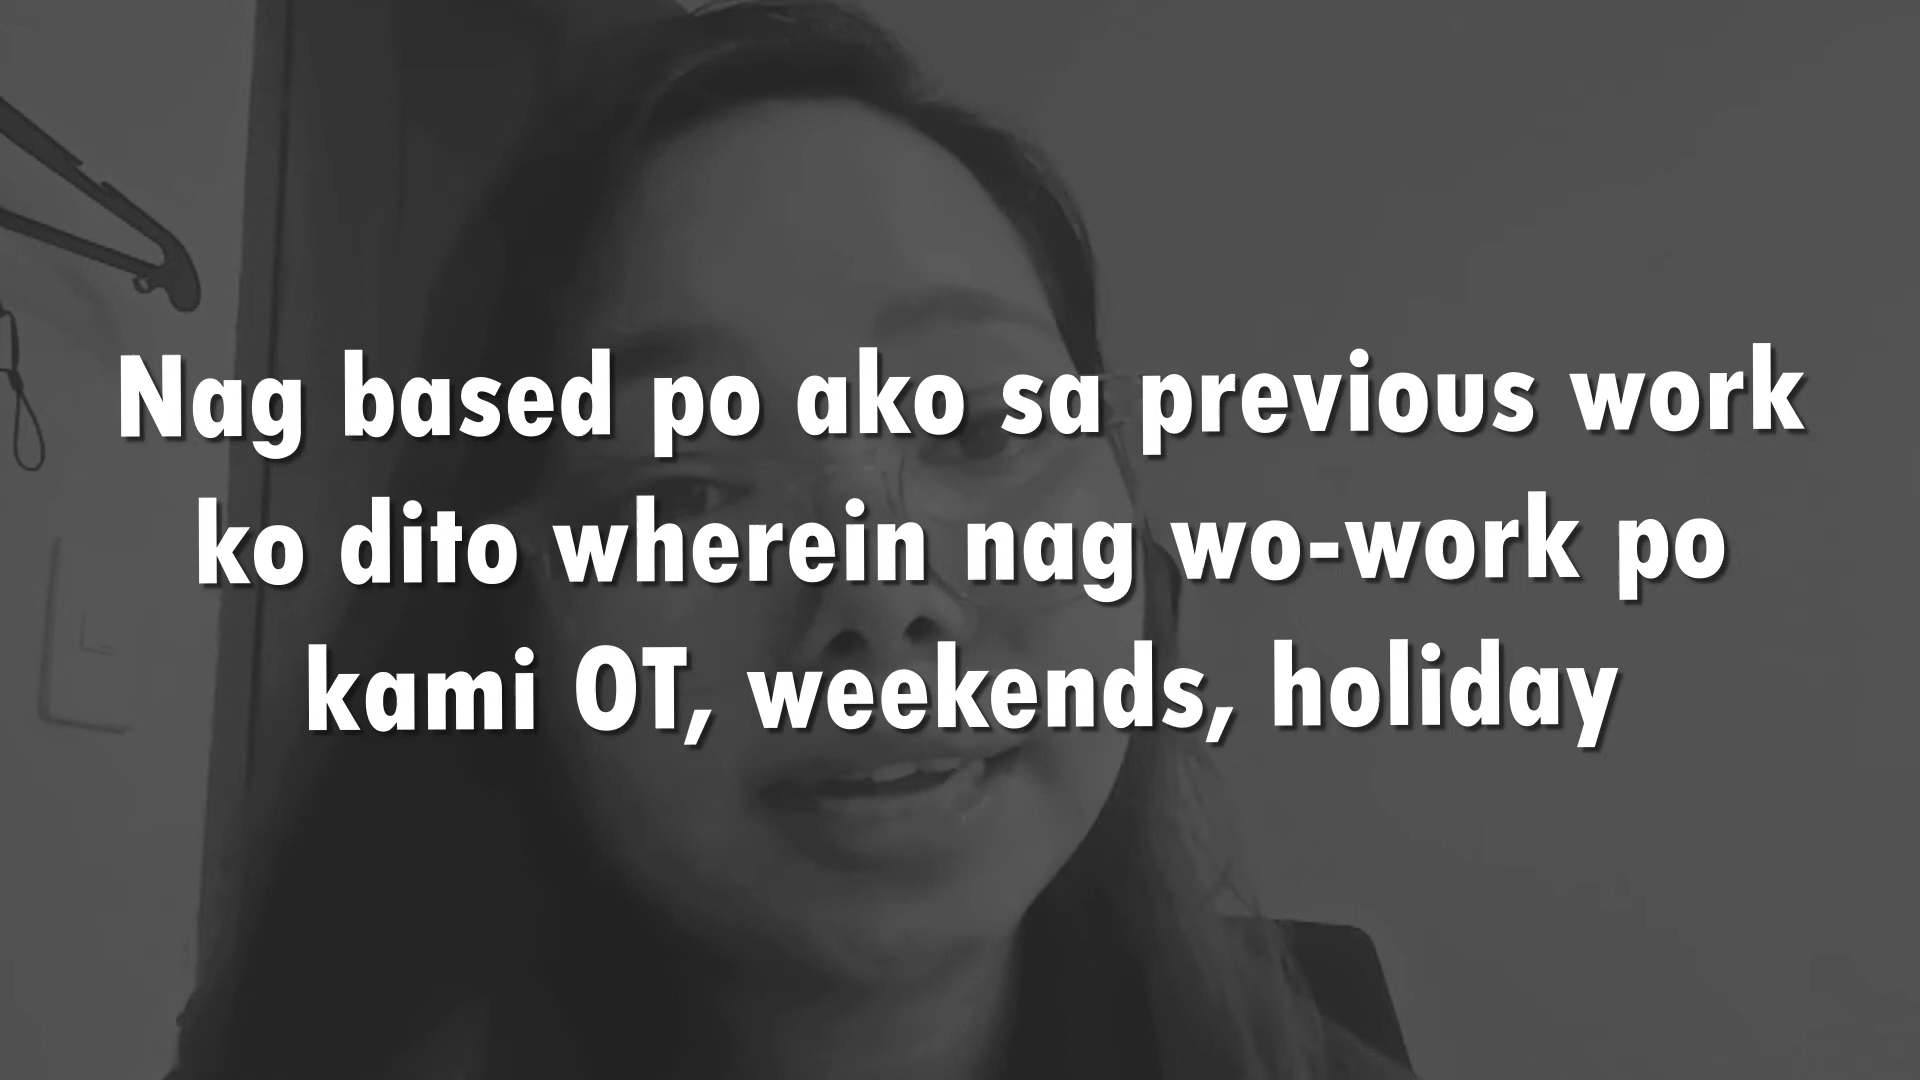 Nag based po ako sa previous work
ko dito wherein nag wo-work po
kami OT, weekends, holiday